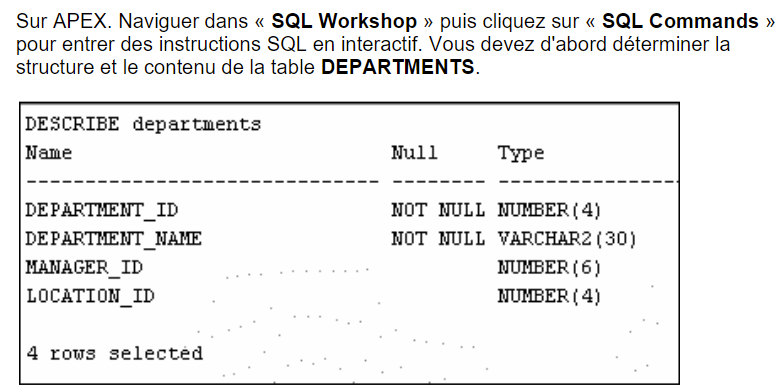 Sur APEX. Naviguer dans « SQL Workshop » puis cliquez sur « SQL Commands »
pour entrer des instructions SQL en interactif. Vous devez d'abord déterminer la
structure et le contenu de la table DEPARTMENTS.
DESCRIBE departments
Name Null Type
------------------------------ -------- ----------------
DEPARTMENT_ID NOT NULL NUMBER(4)
DEPARTMENT_NAME NOT NULL VARCHAR2(30)
MANAGER_ID NUMBER(6)
LOCATION_ID NUMBER(4)
4 rows selected